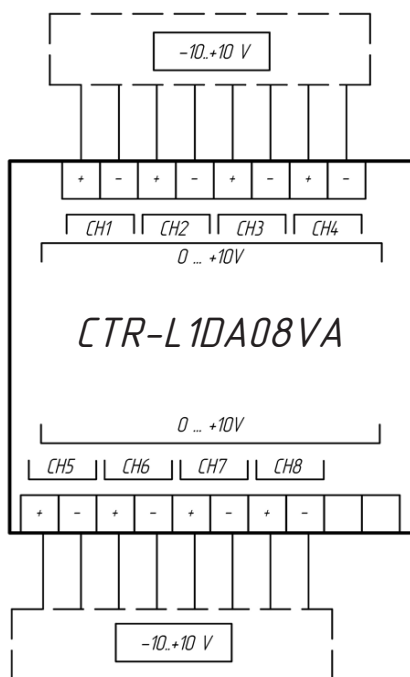 -10..+10 V
+ - + - + - + -
CH1 CH2 CH3 CH4
0 ... +10V
CTR-L1DA08VA
0 ... +10V
CH5 CH6 CH7 CH8
+ - + - + - + -
-10..+10 V